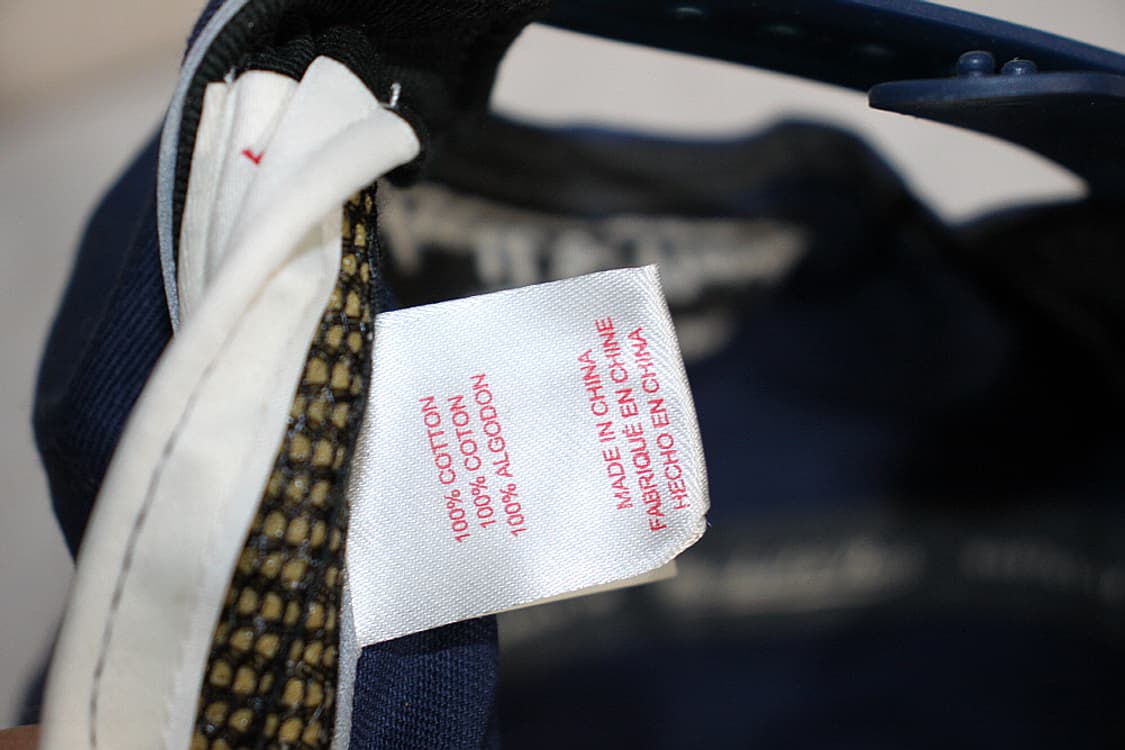 100% COTTON
100% COTON
100% ALGODON
MADE IN CHINA
FABRIQUÉ EN CHINE
HECHO EN CHINA